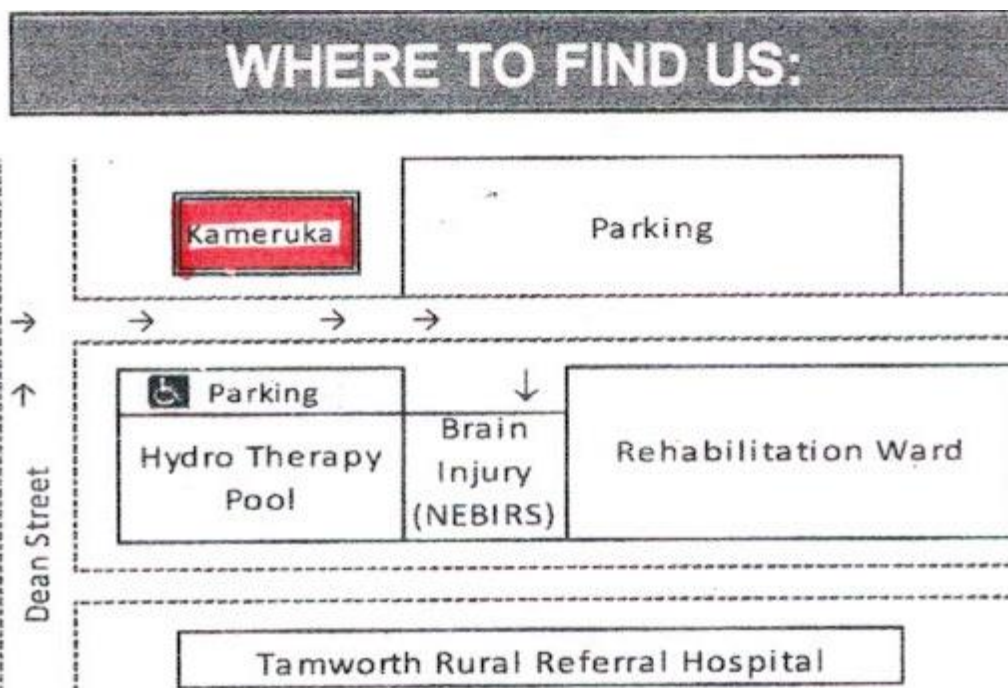 WHERE TO FIND US:
Kameruka
Parking
Parking
Hydro Therapy
Pool
Brain
Injury
(NEBIRS)
Rehabilitation Ward
Dean Street
Tamworth Rural Referral Hospital